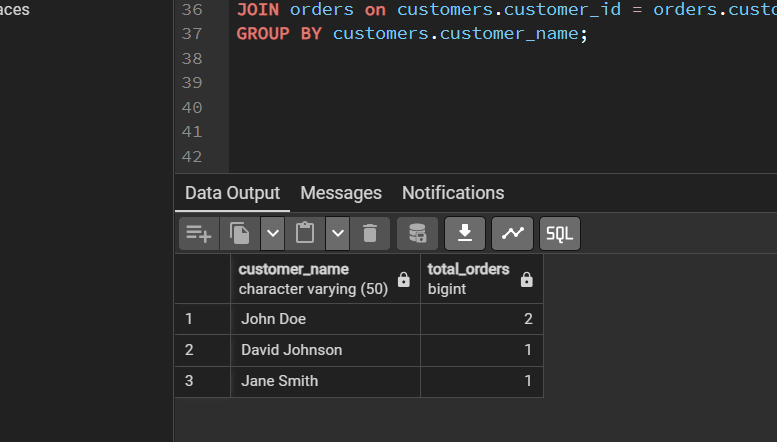 aces
36 JOIN orders on customers.customer_id = orders.custo
37 GROUP BY customers.customer_name;
38
39
40
41
42
Data Output Messages Notifications
SQL
customer_name total_orders
character varying (50) bigint
1 John Doe 2
2 David Johnson 1
3 Jane Smith 1